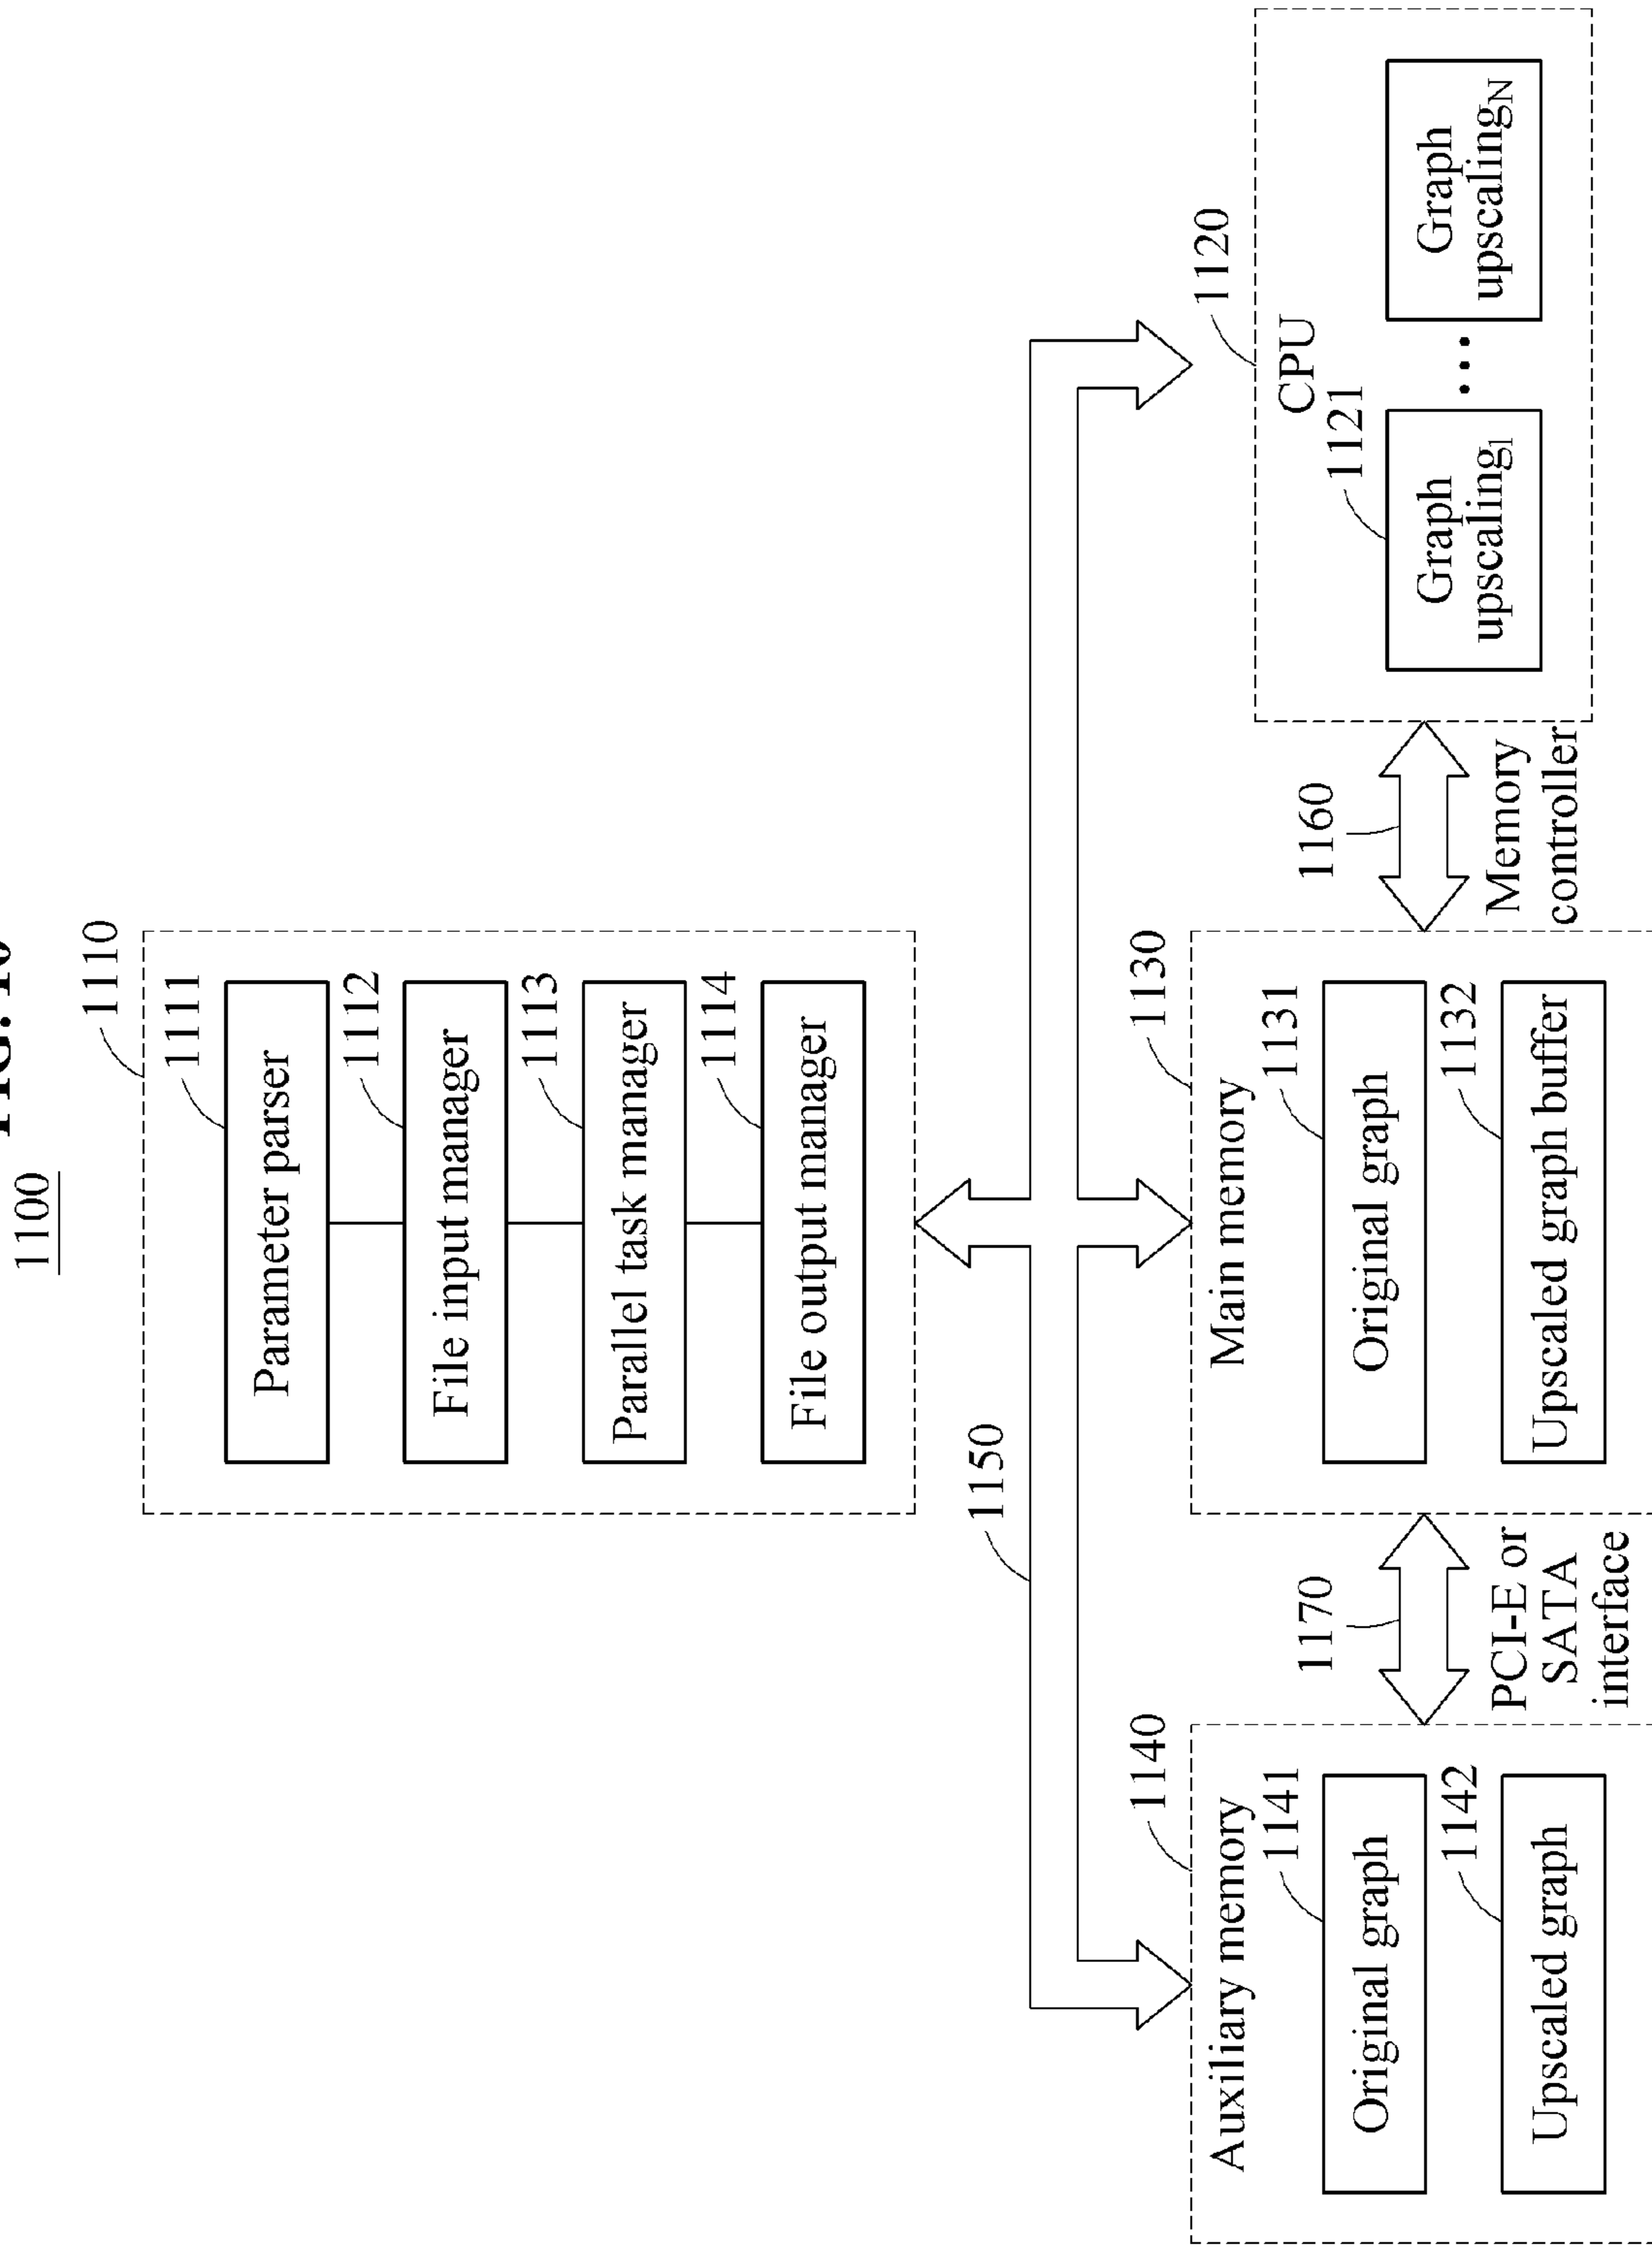 FIG. 10
1100
1110
1111
Parameter parser
1112
File input manager
1113
Parallel task manager
1114
File output manager
1150
1140
Auxiliary memory
1141
Original graph
1142
Upscaled graph
1170
PCI-E or
SATA
interface
1130
Main memory
1131
Original graph
1132
Upscaled graph buffer
1160
Memory
controller
1120
CPU
1121
Graph
upscaling1
...
Graph
upscalingN